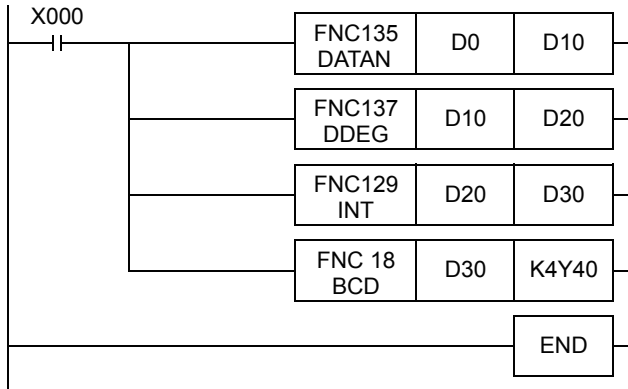 X000
FNC135
DATAN D0 D10
FNC137
DDEG D10 D20
FNC129
INT D20 D30
FNC 18
BCD D30 K4Y40
END